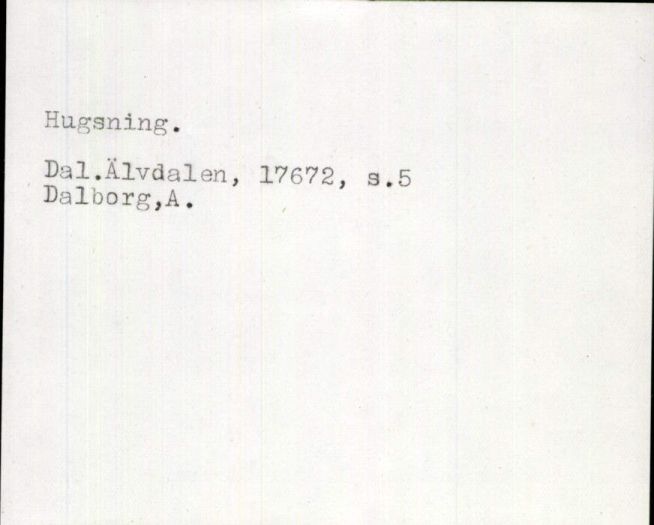 Hugsning.
Dal.Älvdalen, 17672, s.5
Dalborg,A.